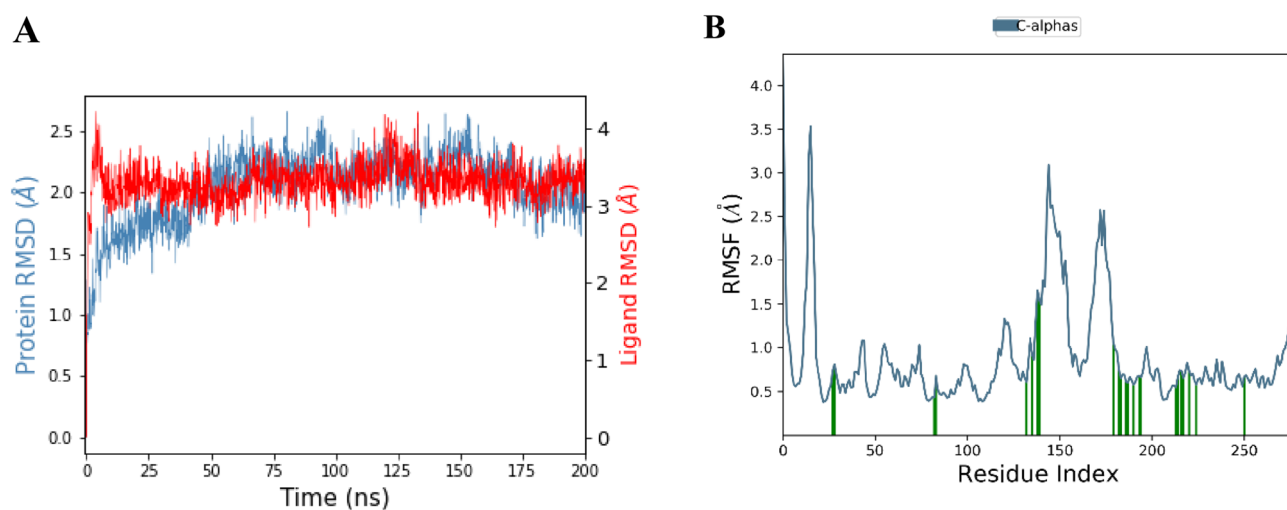 A
2.5
2.0
1.5
1.0
0.5
0.0
Protein RMSD (Å)
4
3
2
1
0
Ligand RMSD (Å)
0 25 50 75 100 125 150 175 200
Time (ns)
B
C-alphas
4.0
3.5
3.0
2.5
2.0
1.5
1.0
0.5
RMSF (Å)
0 50 100 150 200 250
Residue Index